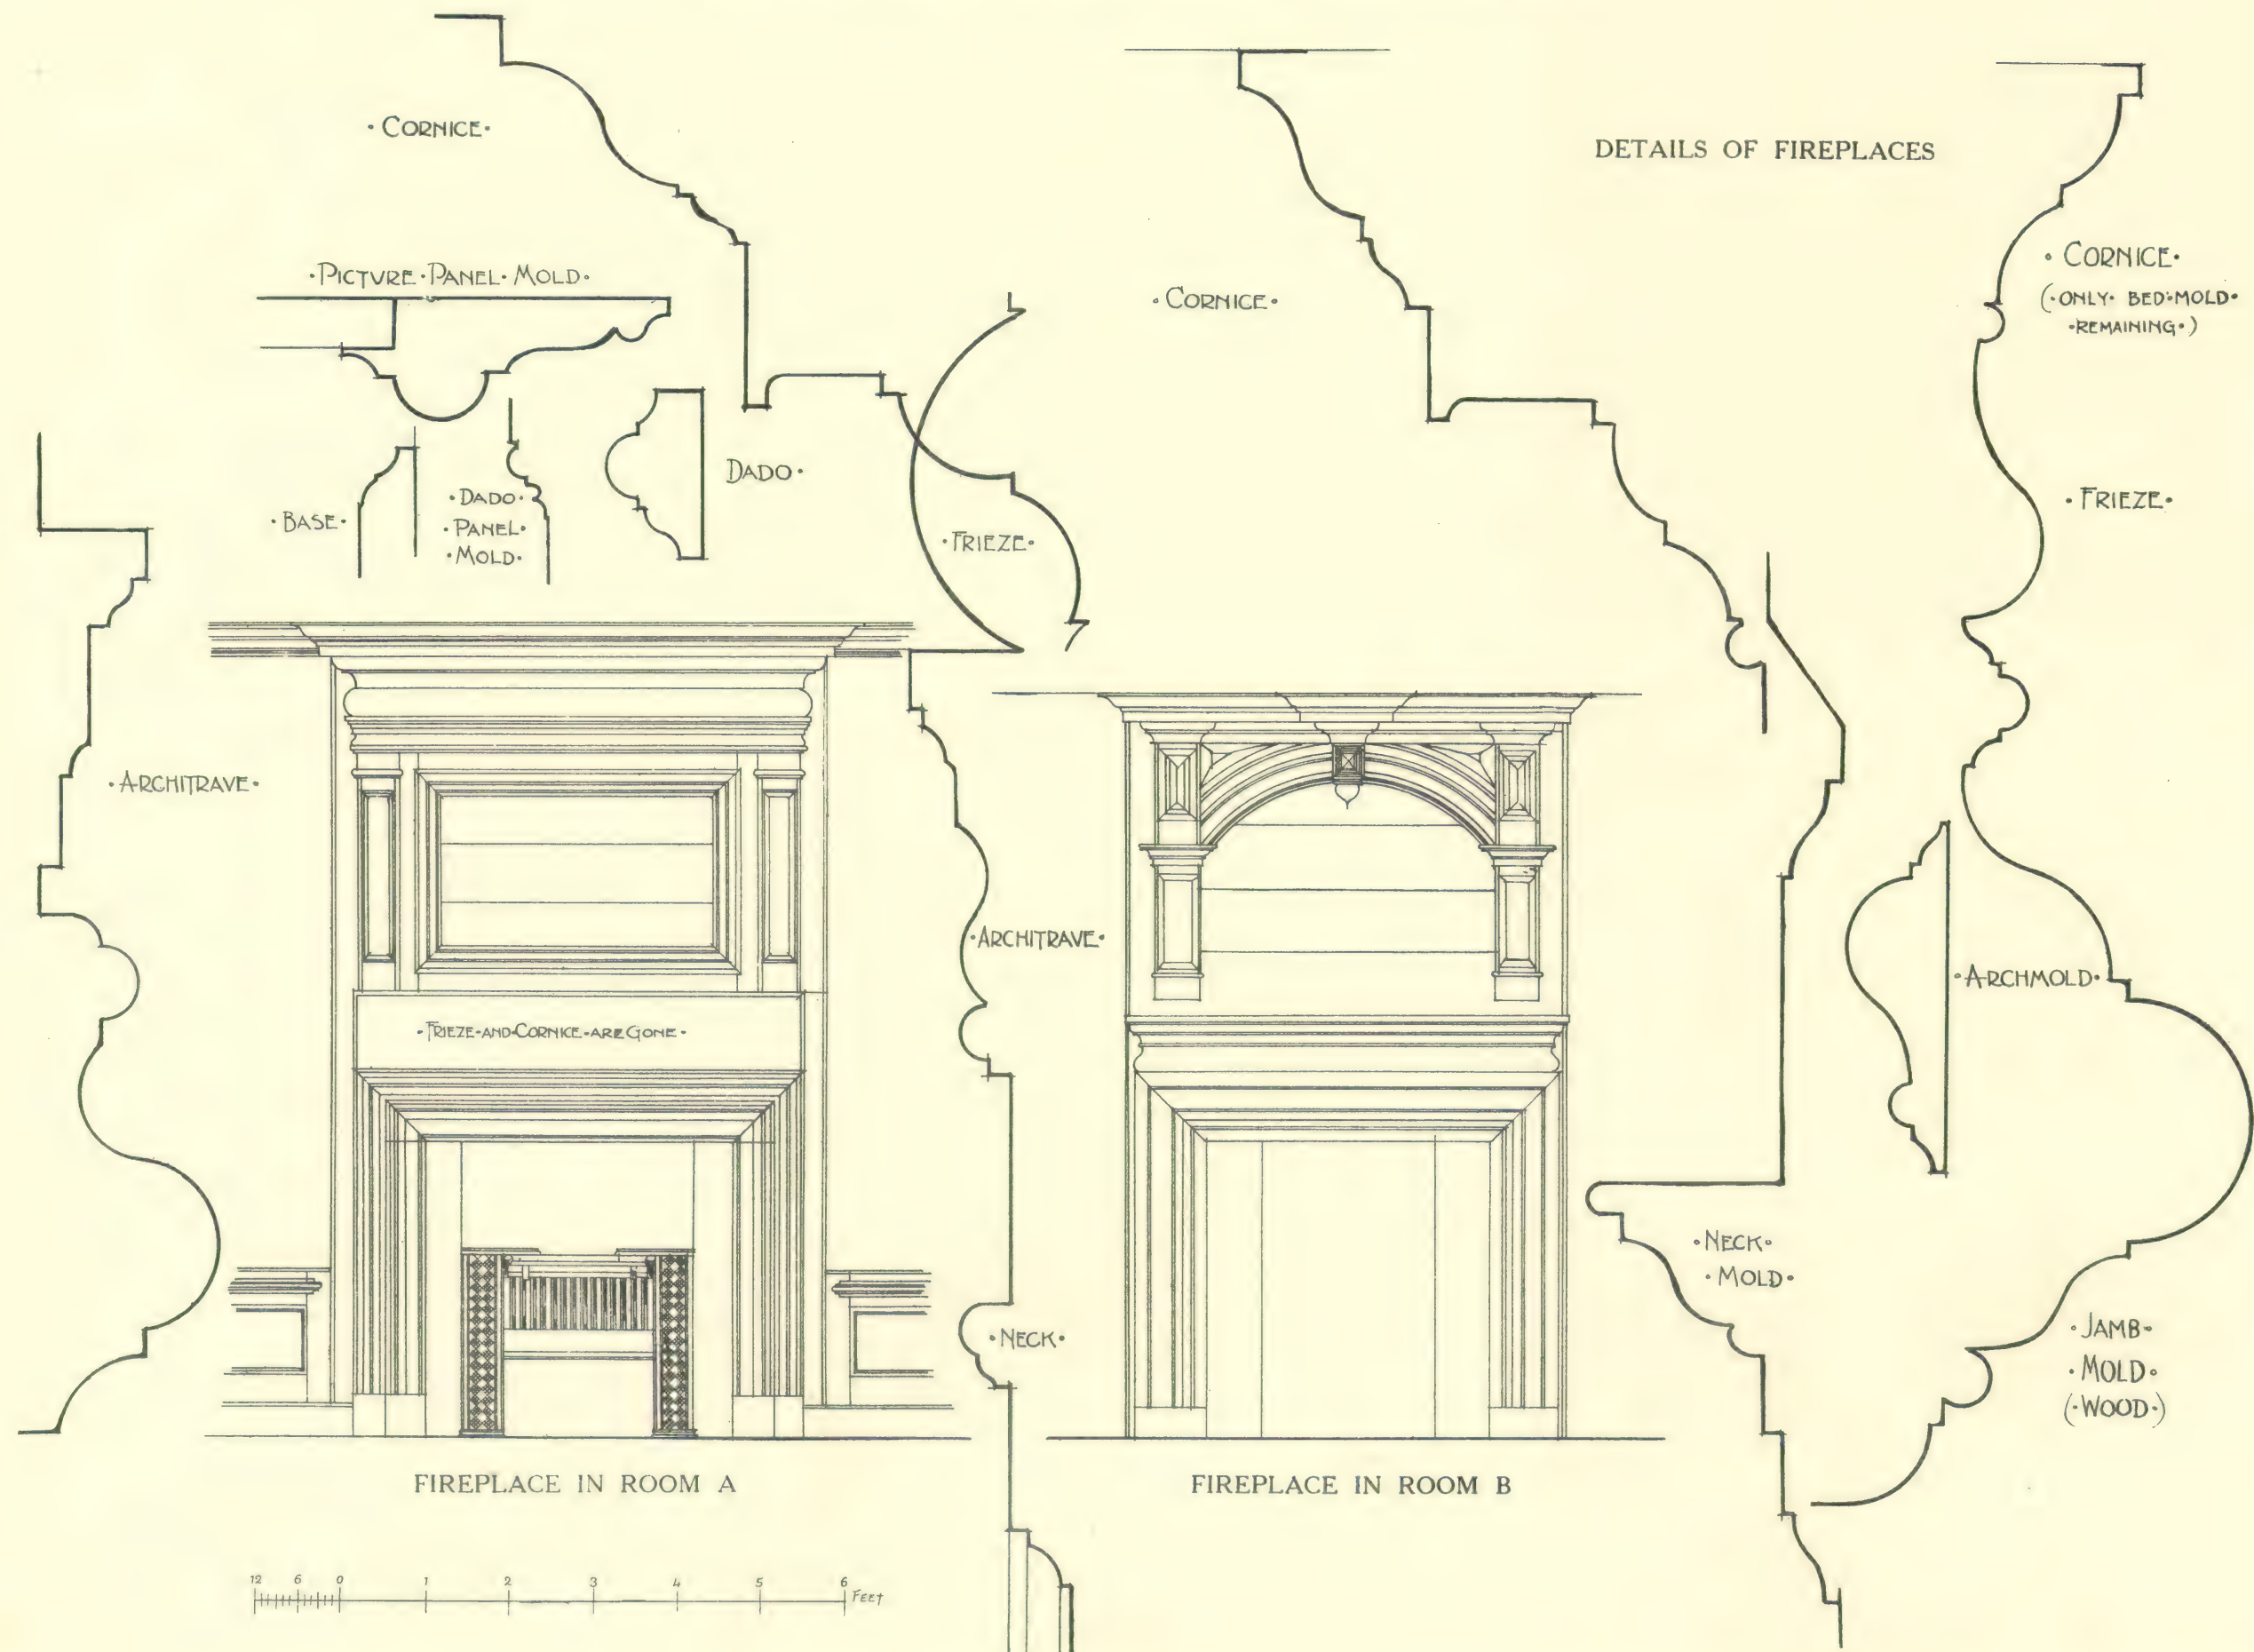 DETAILS OF FIREPLACES
·CORNICE·
·PICTVRE·PANEL·MOLD·
·BASE·
·DADO·
·PANEL·
·MOLD·
DADO·
·FRIEZE·
·CORNICE·
·CORNICE·
(·ONLY· BED·MOLD·
·REMAINING·)
·FRIEZE·
·ARCHITRAVE·
·ARCHITRAVE·
·ARCHMOLD·
·FRIEZE·AND·CORNICE·ARE GONE·
·NECK·
·NECK·
·MOLD·
·JAMB·
·MOLD·
(·WOOD·)
FIREPLACE IN ROOM A
FIREPLACE IN ROOM B
12 6 0 1 2 3 4 5 6 FEET